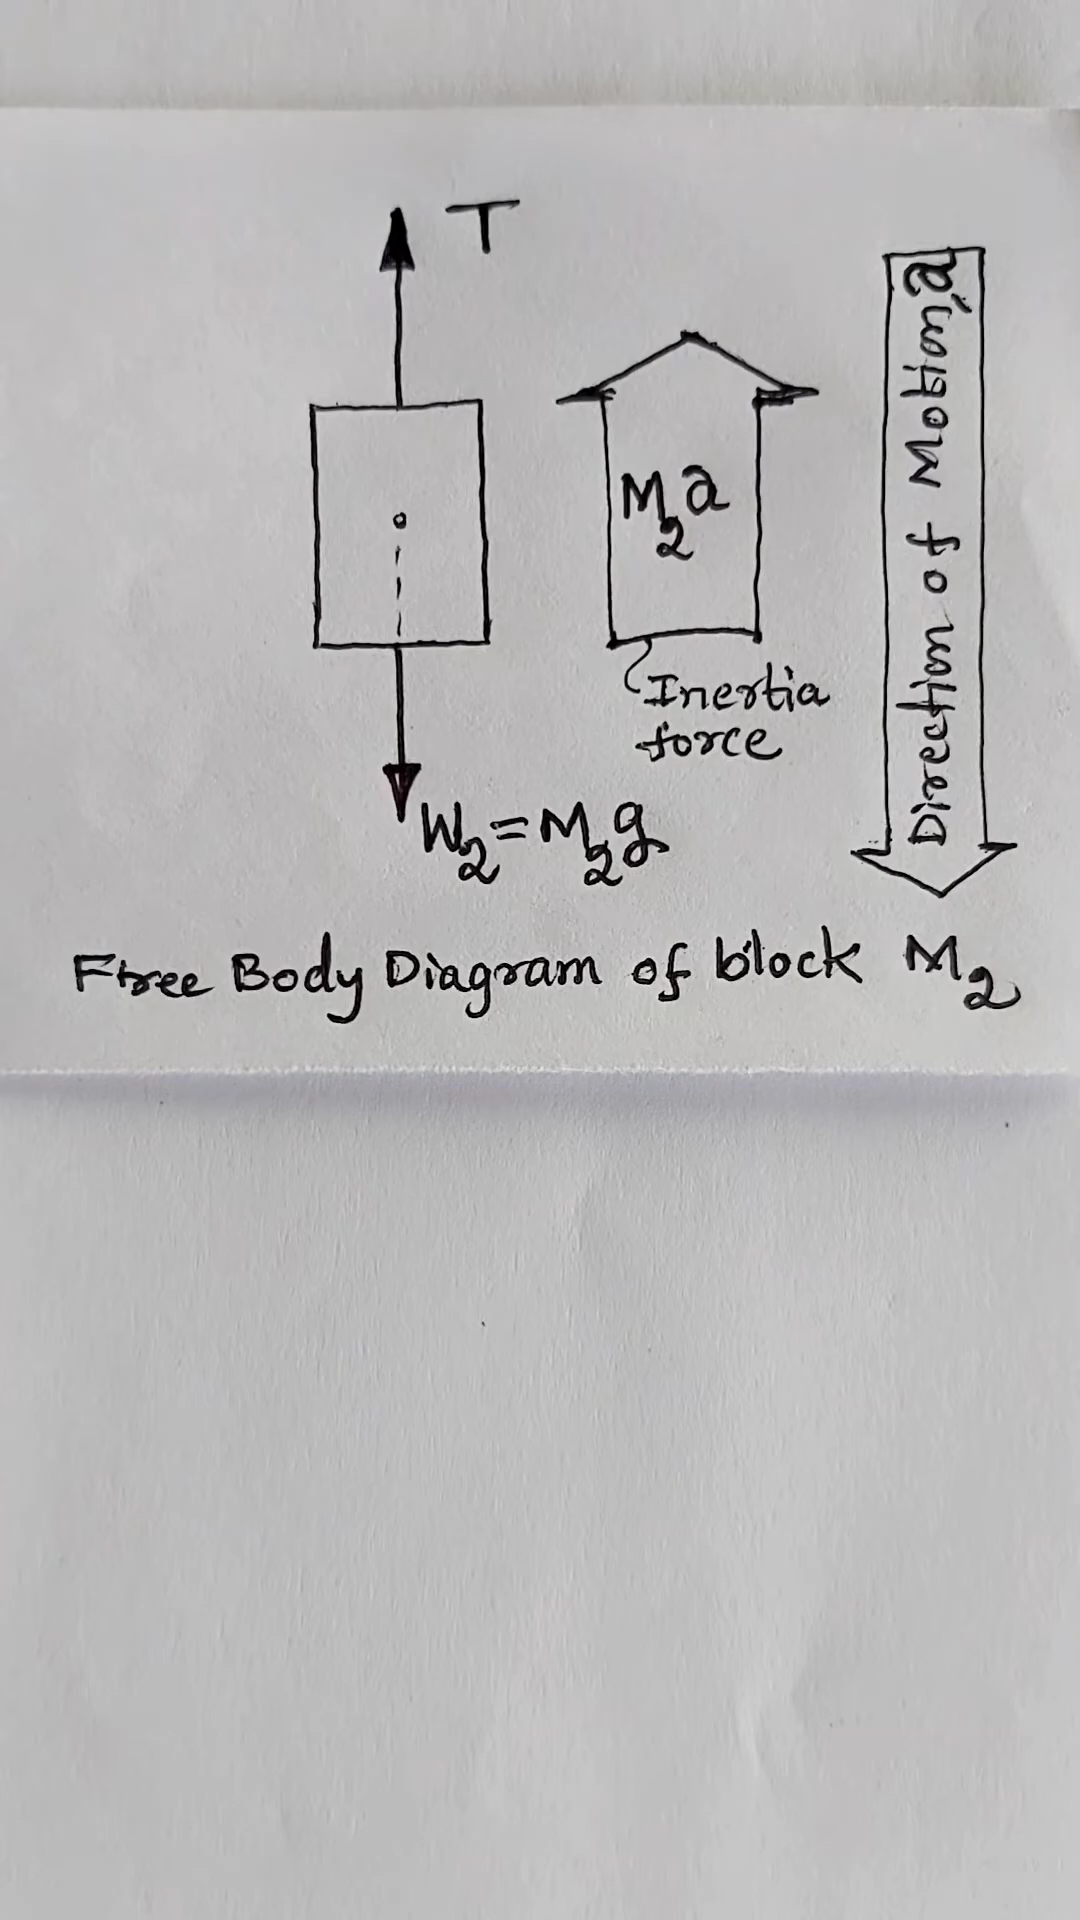 T
M₂a
Inertia
force
Direction of Motion, a
W₂=M₂g
Free Body Diagram of block M₂